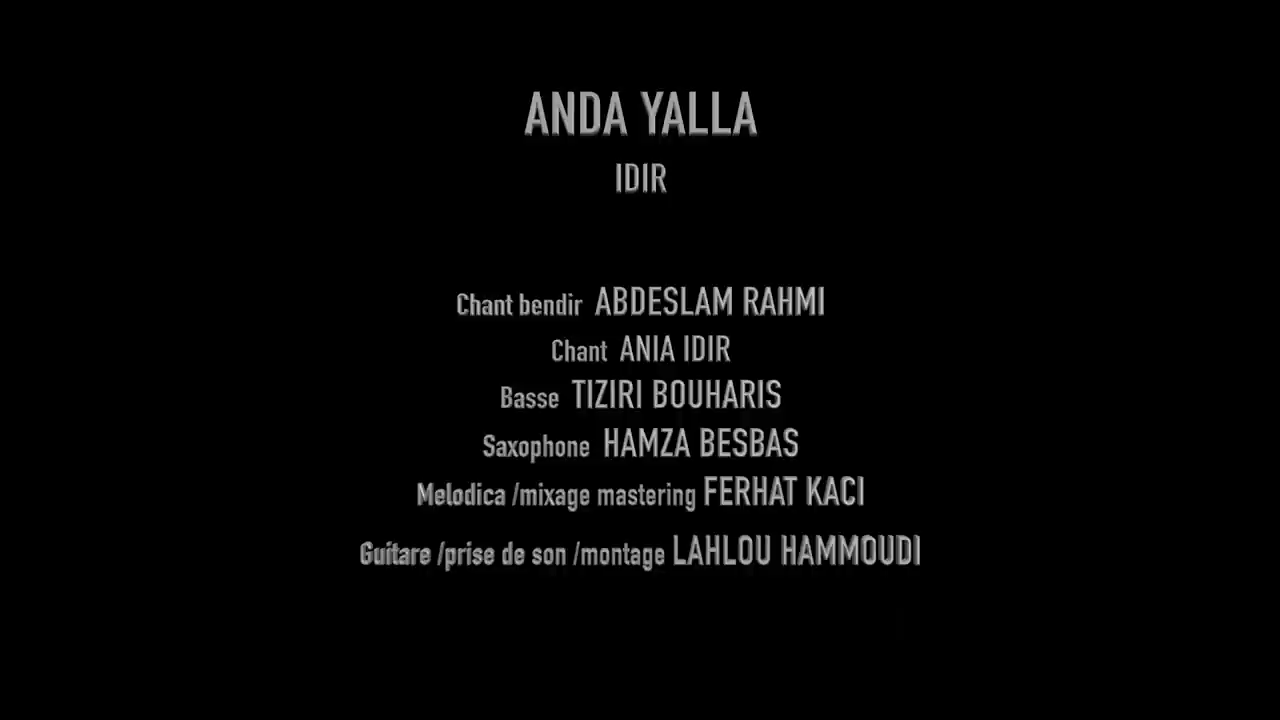 ANDA YALLA
IDIR
Chant bendir ABDESLAM RAHMI
Chant ANIA IDIR
Basse TIZIRI BOUHARIS
Saxophone HAMZA BESBAS
Melodica /mixage mastering FERHAT KACI
Guitare /prise de son /montage LAHLOU HAMMOUDI